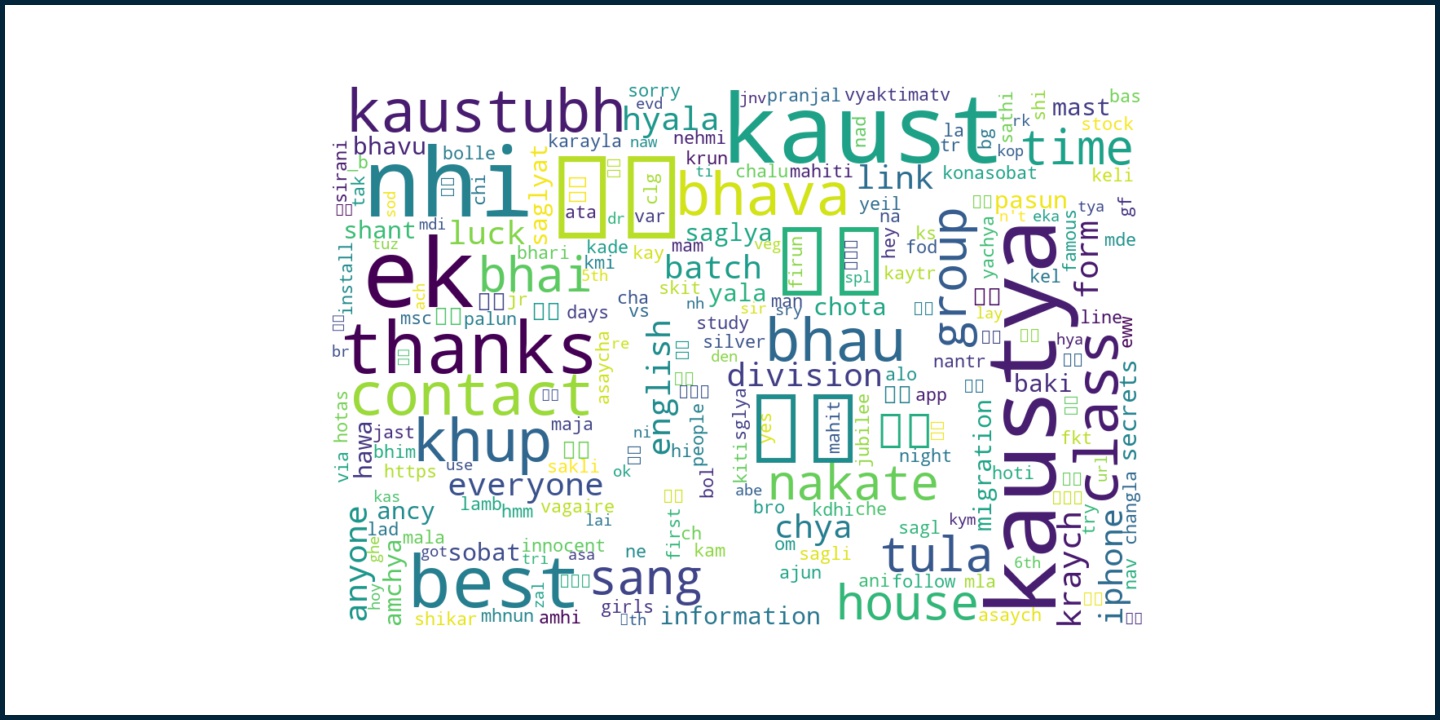 kaustubh
sorry
evd
hyala
kaust
jnv
pranjal
vyaktimatv
nad
sathi
shi
rk
mast
bas
stock
bhavu
bolle
karayla
naw
nehmi
krun
la
tr
bg
kop
time
sirani
tak
b
nhi
chi
sod
saglyat
ata
clg
var
dr
ti
chalu
mahiti
link
konasobat
keli
bhava
yeil
na
pasun
n't
eka
tya
gf
shant
mdi
tuz
luck
bhari
kade
kmi
kay
mam
saglya
veg
firun
spl
hey
ks
fod
group
yachya
kaustya
famous
form
mde
install
ek
ach
bhai
5th
batch
skit
yala
kaytr
kel
jr
days
cha
vs
nh
sir
man
sry
chota
lay
line
msc
palun
study
hya
eww
br
thanks
asaycha
re
english
silver
den
bhau
nantr
class
division
alo
app
baki
secrets
contact
via hotas
hawa
jast
bhim
khup
maja
ni
hi
people
sglya
kiti
yes
mahit
jubilee
night
migration
fkt
https
use
sakli
ok
bol
hoti
url
everyone
abe
nakate
kas
ancy
lamb
hmm
vagaire
lai
first
bro
kdhi
che
kym
kraych
try
iphone
changla
anyone
lad
ghe
mala
amchya
got
sobat
innocent
tri
asa
ne
ch
kam
chya
om
sagli
sagl
tula
6th
nav
hoy
best
zal
sang
ajun
ani
follow
mla
shikar
mhnun
amhi
girls
th
information
house
asaych